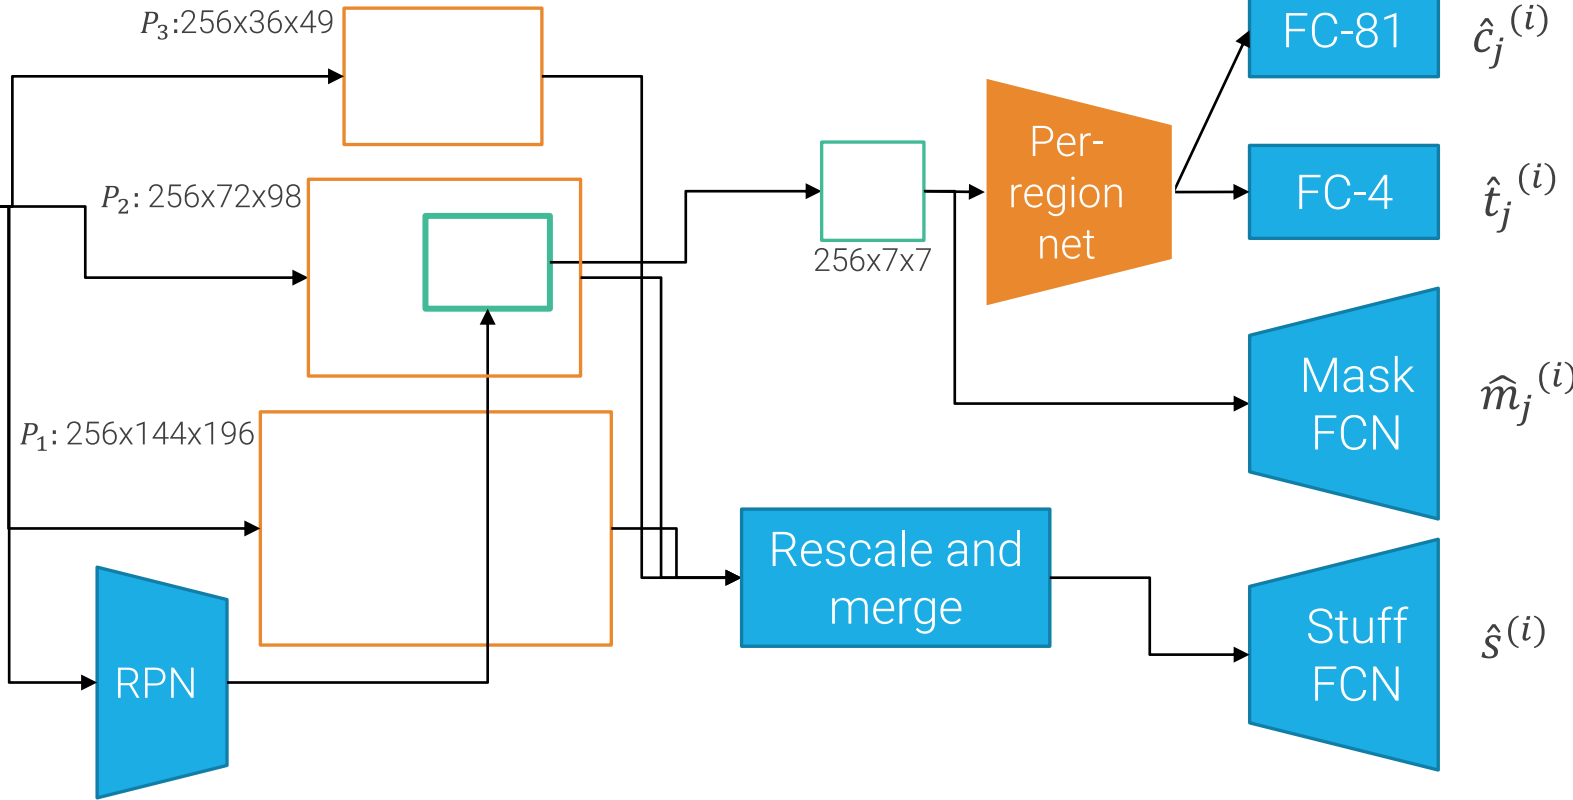 P₃:256x36x49
P₂: 256x72x98
P₁: 256x144x196
RPN
256x7x7
Per-
region
net
Rescale and
merge
FC-81
ĉⱼ⁽ⁱ⁾
FC-4
t̂ⱼ⁽ⁱ⁾
Mask
FCN
m̂ⱼ⁽ⁱ⁾
Stuff
FCN
ŝ⁽ⁱ⁾